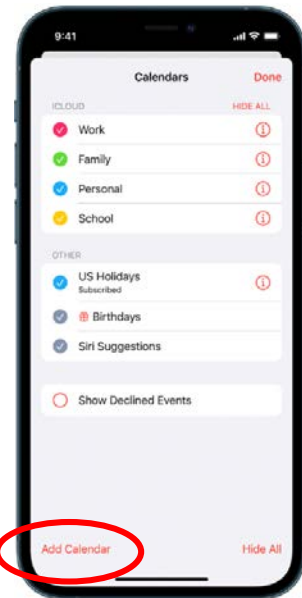 9:41
Calendars Done
ICLOUD HIDE ALL
Work
Family
Personal
School
OTHER
US Holidays
Subscribed
Birthdays
Siri Suggestions
Show Declined Events
Add Calendar Hide All